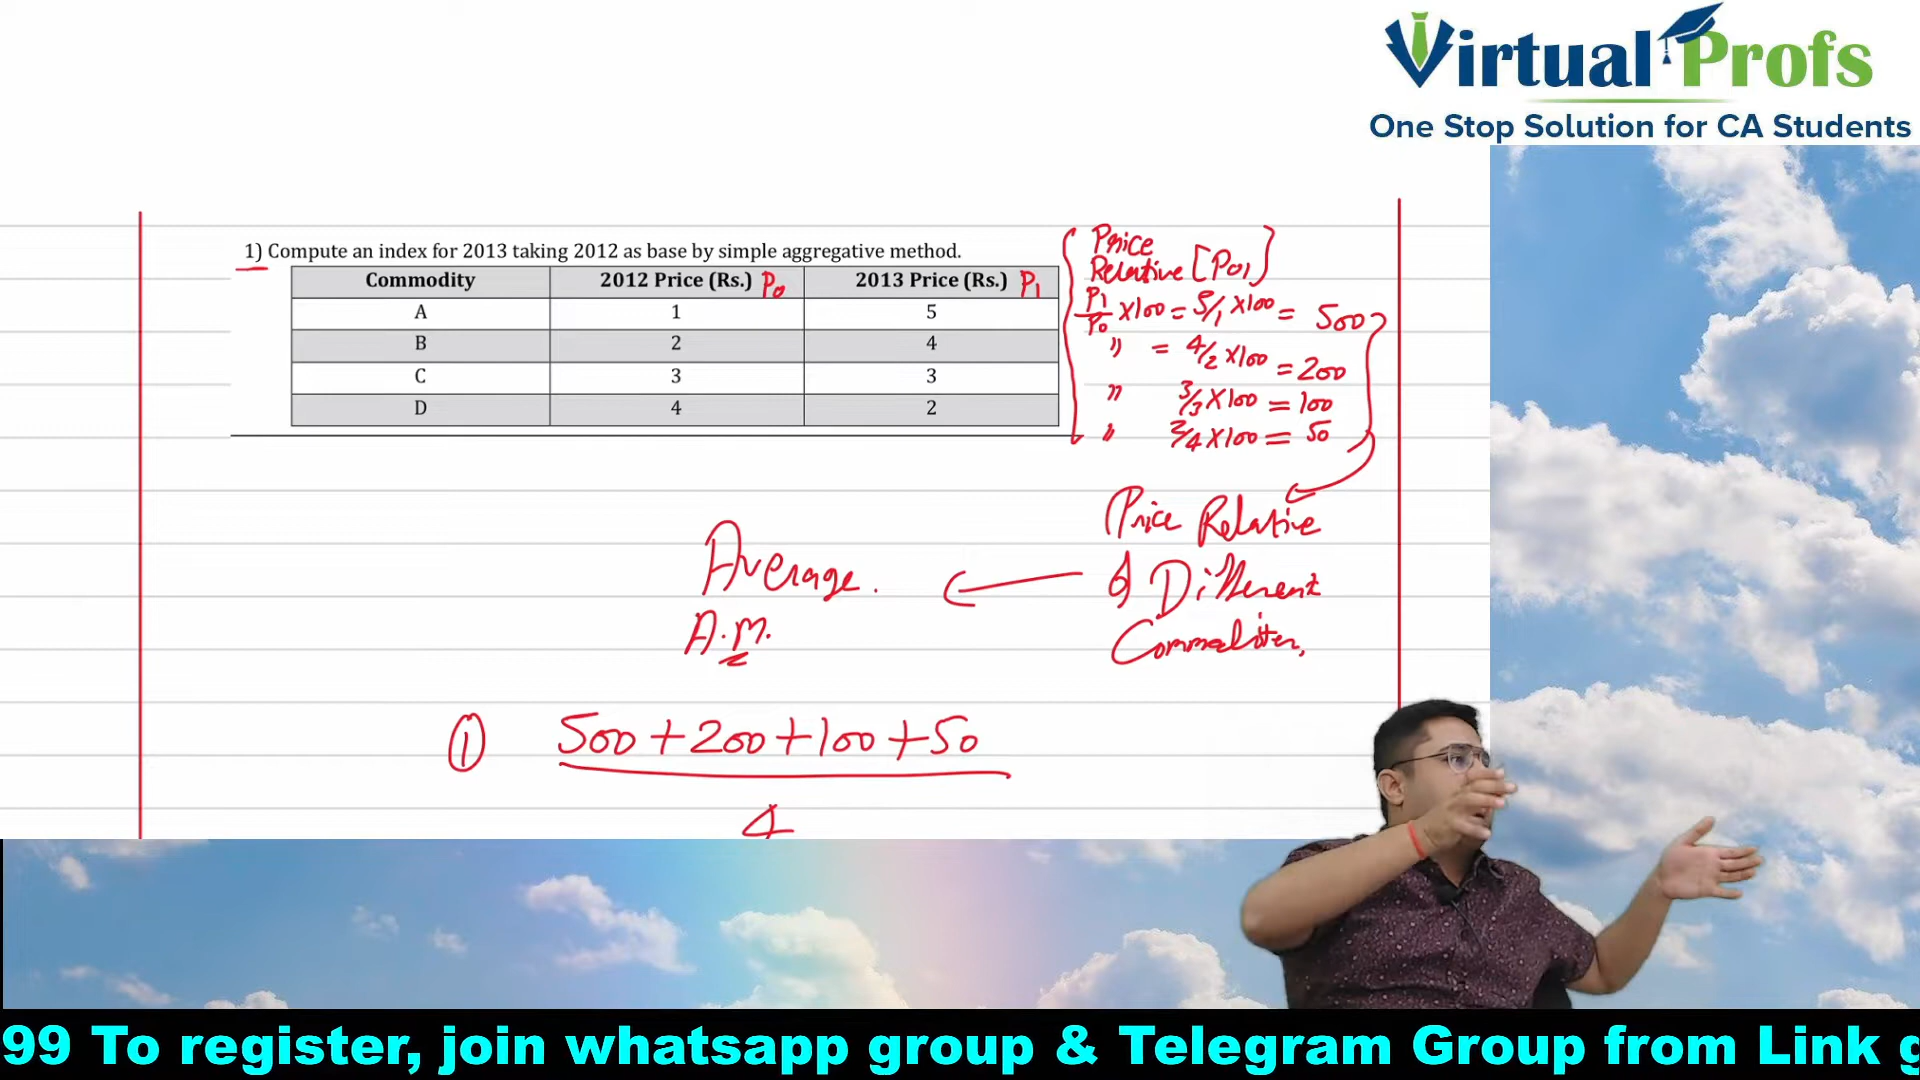 Virtual Profs
One Stop Solution for CA Students
1) Compute an index for 2013 taking 2012 as base by simple aggregative method.
Commodity 2012 Price (Rs.) P0 2013 Price (Rs.) P1
A 1 5
B 2 4
C 3 3
D 4 2
Price
Relative [P01]
P1/P0 x100 = 5/1 x100 = 500
" = 4/2 x100 = 200
" 3/3 x100 = 100
" 2/4 x100 = 50
Price Relative
of Different
Average.
A.M.
① 500 + 200 + 100 + 50
4
99 To register, join whatsapp group & Telegram Group from Link g